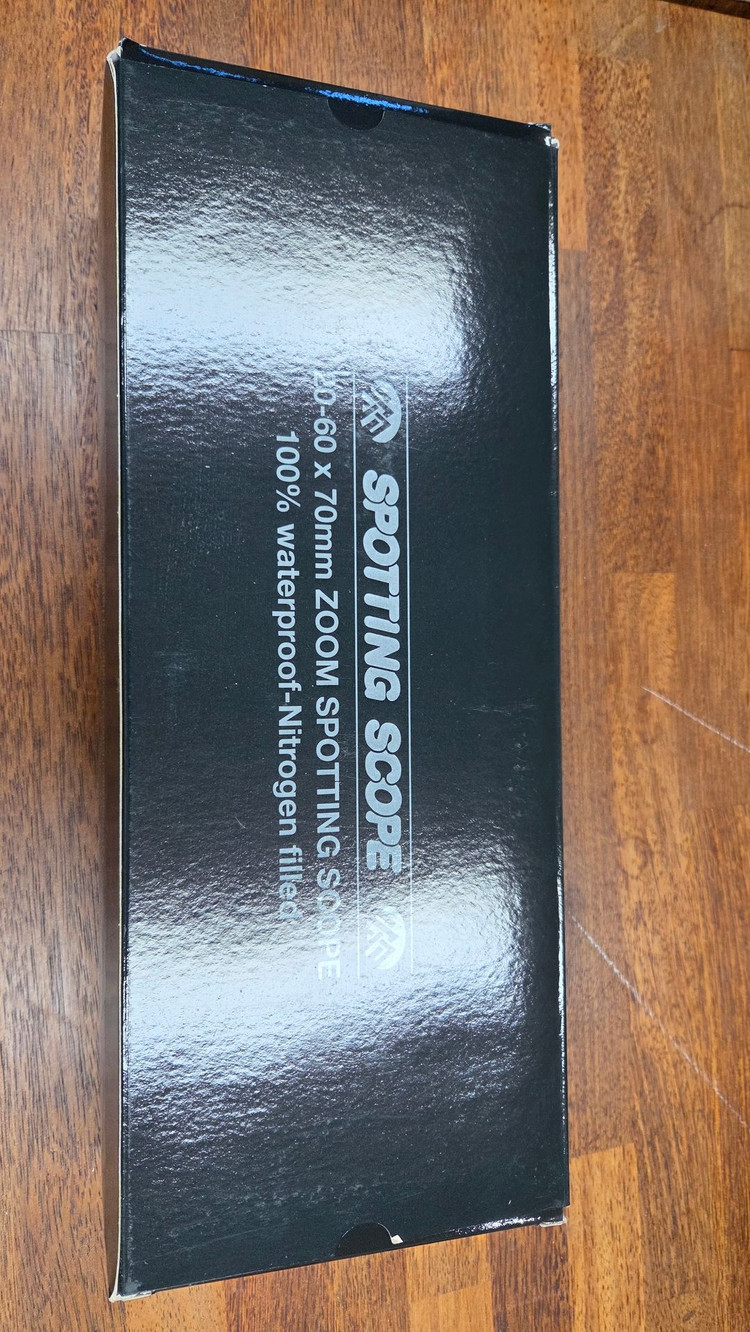 SPOTTING SCOPE
20-60 x 70mm ZOOM SPOTTING SCOPE
100% waterproof-Nitrogen filled